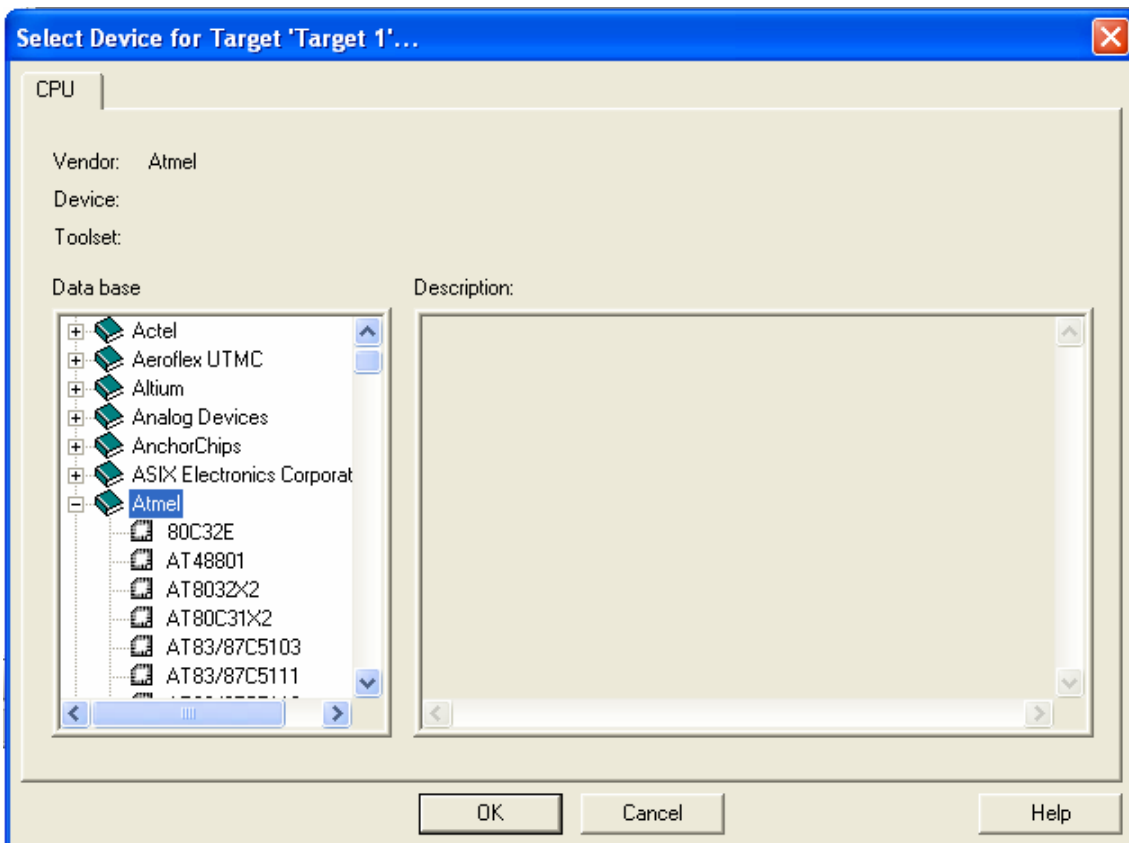 Select Device for Target 'Target 1'...
CPU
Vendor: Atmel
Device:
Toolset:
Data base
Description:
Actel
Aeroflex UTMC
Altium
Analog Devices
AnchorChips
ASIX Electronics Corporat
Atmel
80C32E
AT48801
AT8032X2
AT80C31X2
AT83/87C5103
AT83/87C5111
OK
Cancel
Help